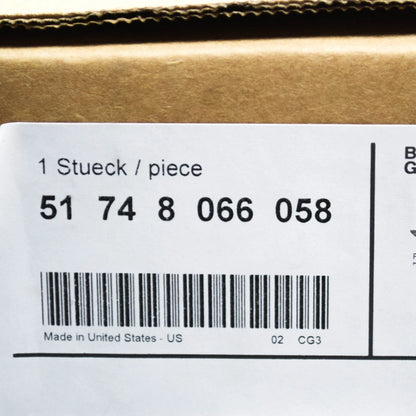 1 Stueck / piece
51 74 8 066 058
Made in United States - US 02 CG3
B
G